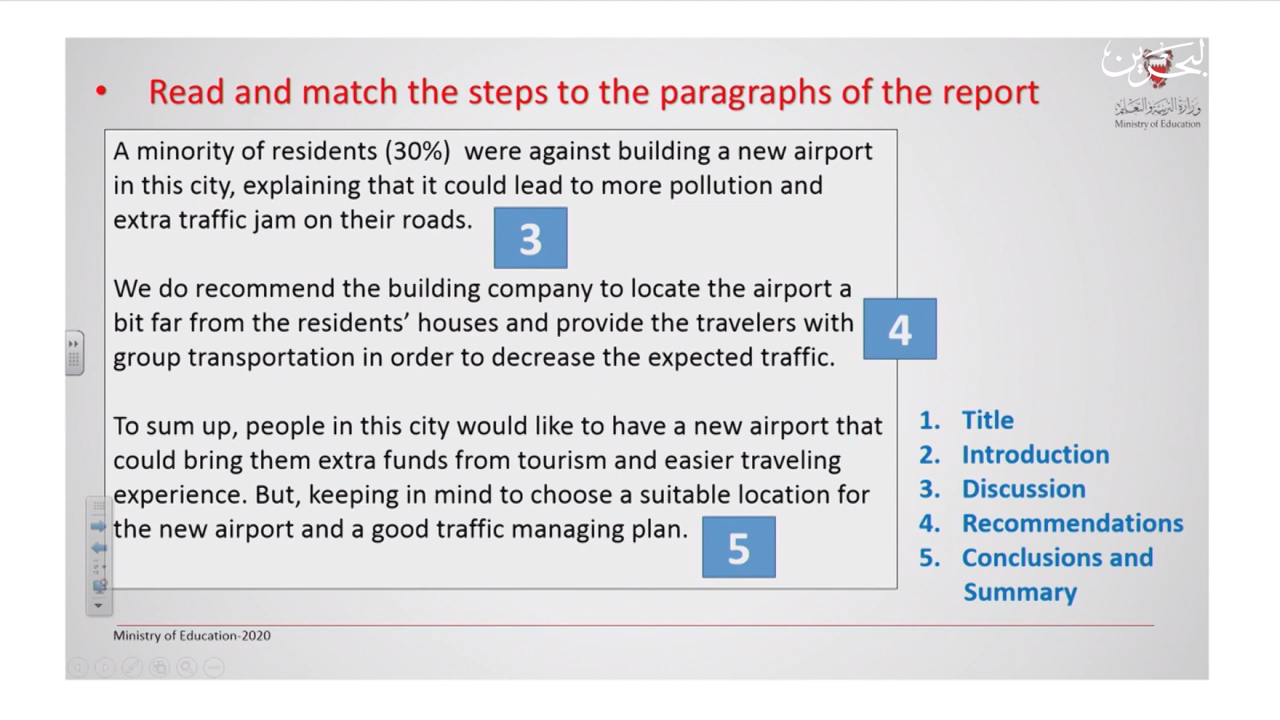 البحرين
• Read and match the steps to the paragraphs of the report
وزارة التربية والتعليم
Ministry of Education
A minority of residents (30%) were against building a new airport
in this city, explaining that it could lead to more pollution and
extra traffic jam on their roads.
3
We do recommend the building company to locate the airport a
bit far from the residents’ houses and provide the travelers with
group transportation in order to decrease the expected traffic.
4
To sum up, people in this city would like to have a new airport that
could bring them extra funds from tourism and easier traveling
experience. But, keeping in mind to choose a suitable location for
the new airport and a good traffic managing plan.
5
1. Title
2. Introduction
3. Discussion
4. Recommendations
5. Conclusions and
Summary
Ministry of Education-2020